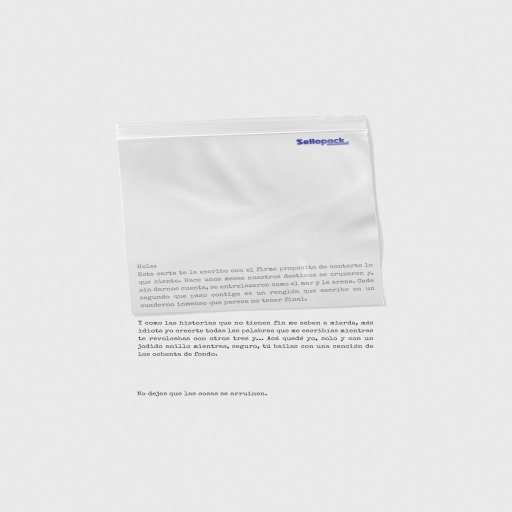 Sellopack
Hola:
Esta carta te la escribo con el firme propósito de contarte lo
que siento. Hace unos meses nuestros destinos se cruzaron y,
sin darnos cuenta, se entrelazaron como el mar y la arena. Cada
segundo que paso contigo es un renglón que escribo en un
cuaderno inmenso que parece no tener final.
Y como las historias que no tienen fin me saben a mierda, más
idiota yo creerte todas las palabras que me escribías mientras
te revolcabas con otros tres y... Acá quedé yo, solo y con un
jodido anillo mientras, seguro, tú bailas con una canción de
los ochenta de fondo.
No dejes que las cosas se arruinen.